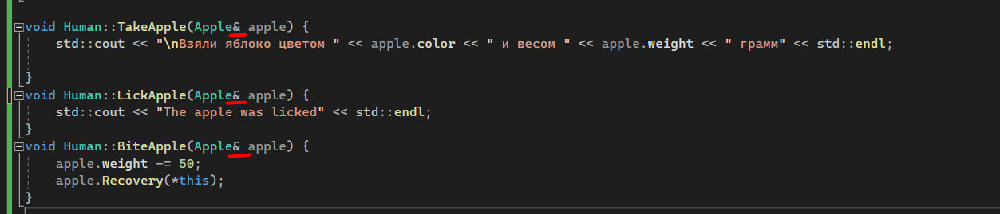 void Human::TakeApple(Apple& apple) {
std::cout << "\nВзяли яблоко цветом " << apple.color << " и весом " << apple.weight << " грамм" << std::endl;
}
void Human::LickApple(Apple& apple) {
std::cout << "The apple was licked" << std::endl;
}
void Human::BiteApple(Apple& apple) {
apple.weight -= 50;
apple.Recovery(*this);
}